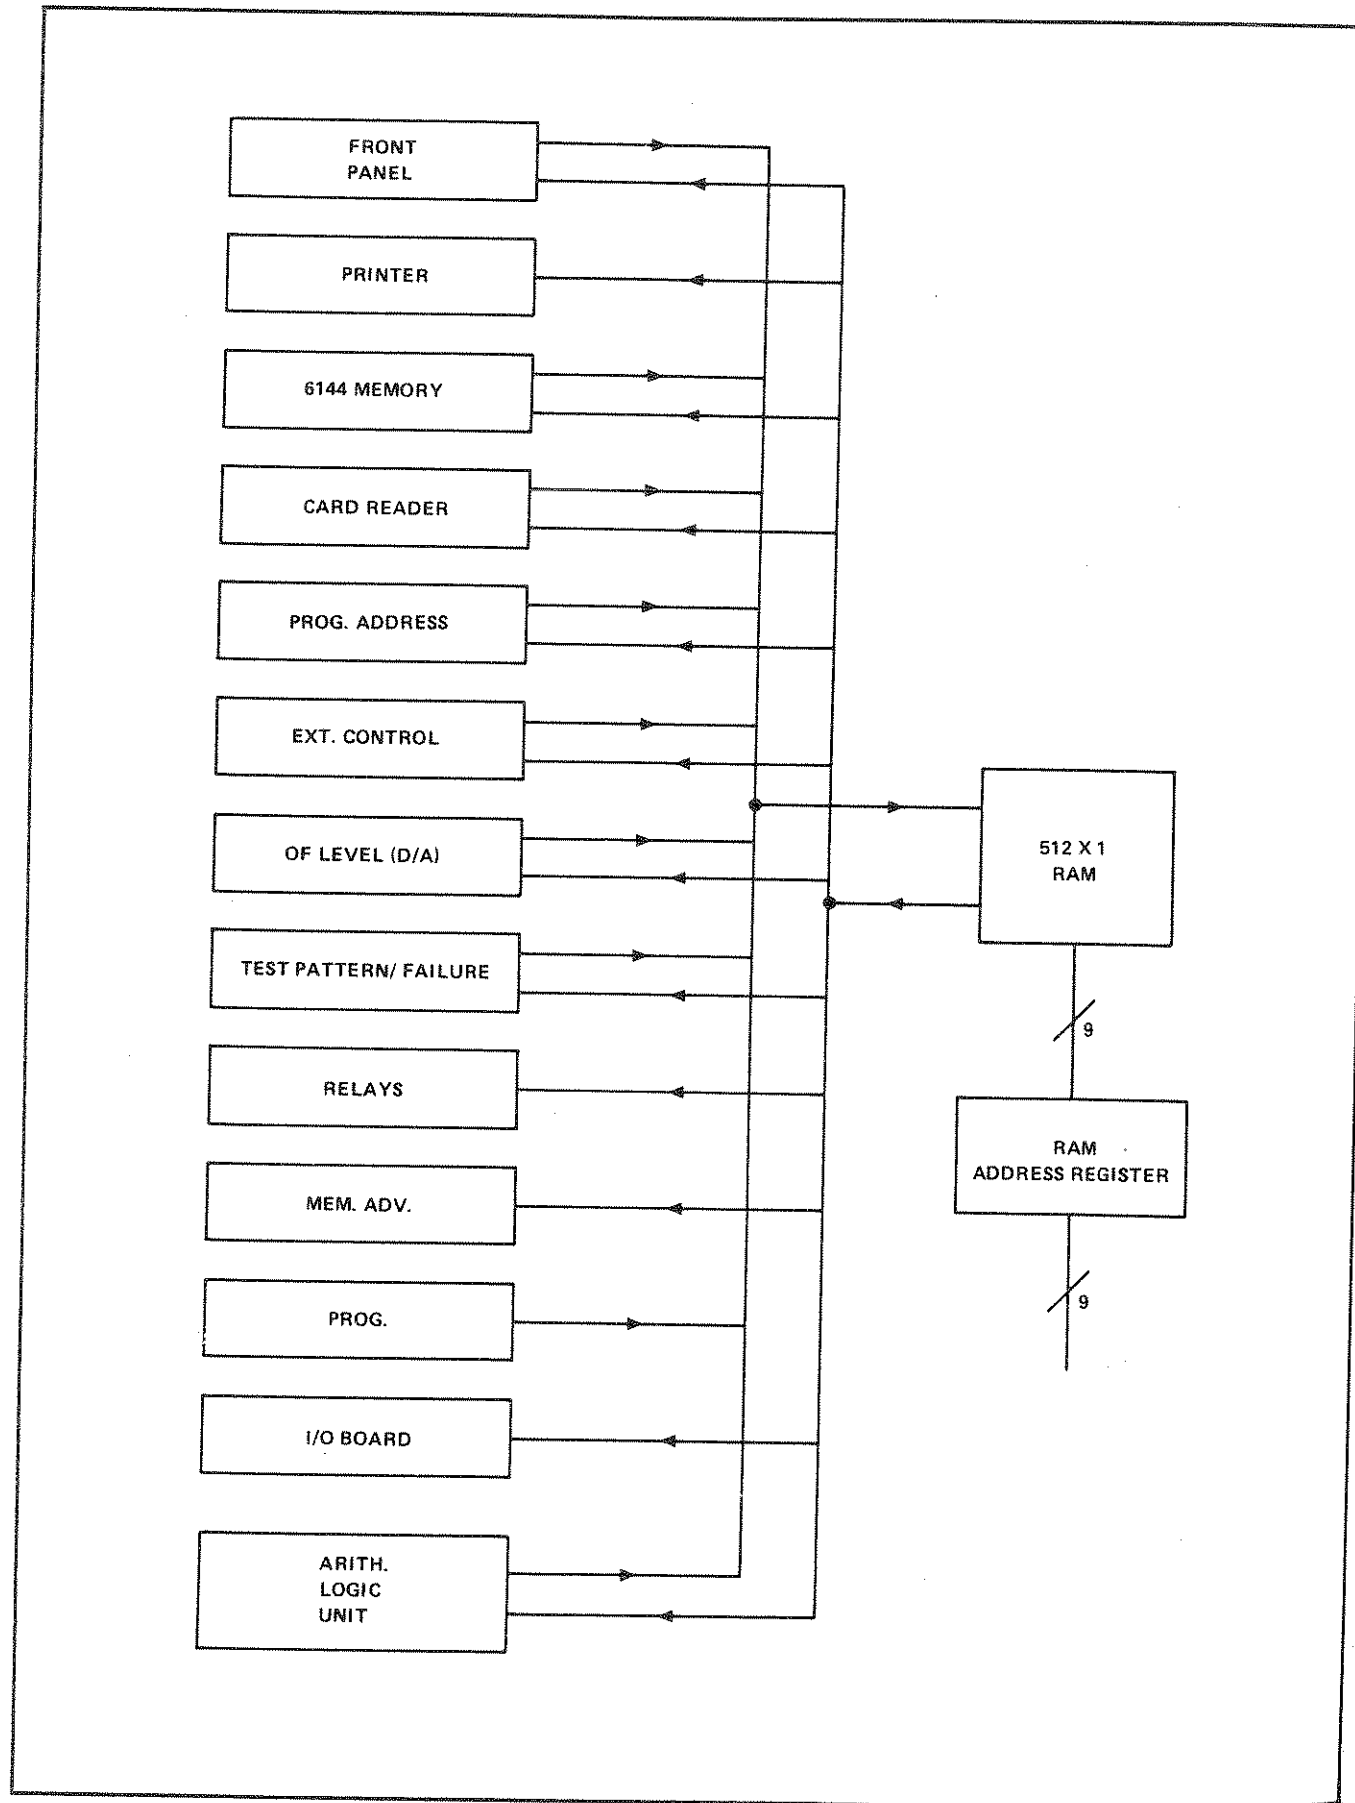 FRONT
PANEL
PRINTER
6144 MEMORY
CARD READER
PROG. ADDRESS
EXT. CONTROL
OF LEVEL (D/A)
TEST PATTERN/ FAILURE
RELAYS
MEM. ADV.
PROG.
I/O BOARD
ARITH.
LOGIC
UNIT
512 X 1
RAM
9
RAM
ADDRESS REGISTER
9